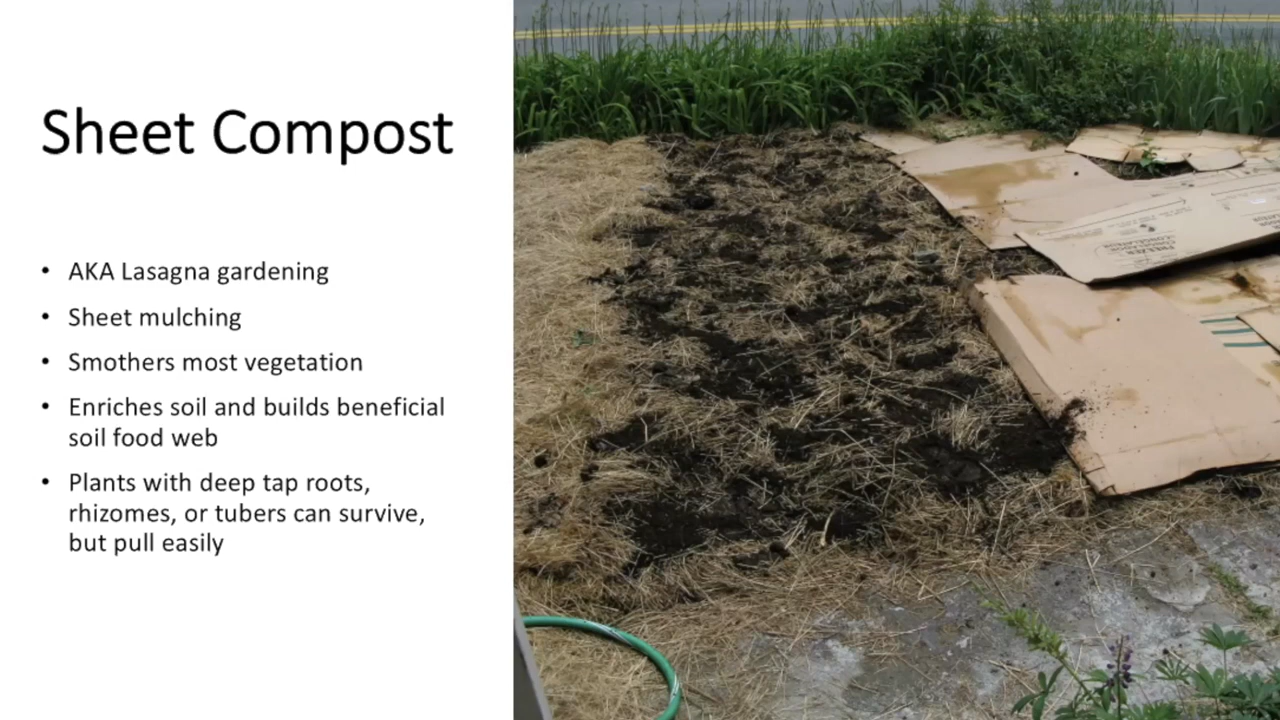 Sheet Compost
• AKA Lasagna gardening
• Sheet mulching
• Smothers most vegetation
• Enriches soil and builds beneficial
soil food web
• Plants with deep tap roots,
rhizomes, or tubers can survive,
but pull easily
FREEZER